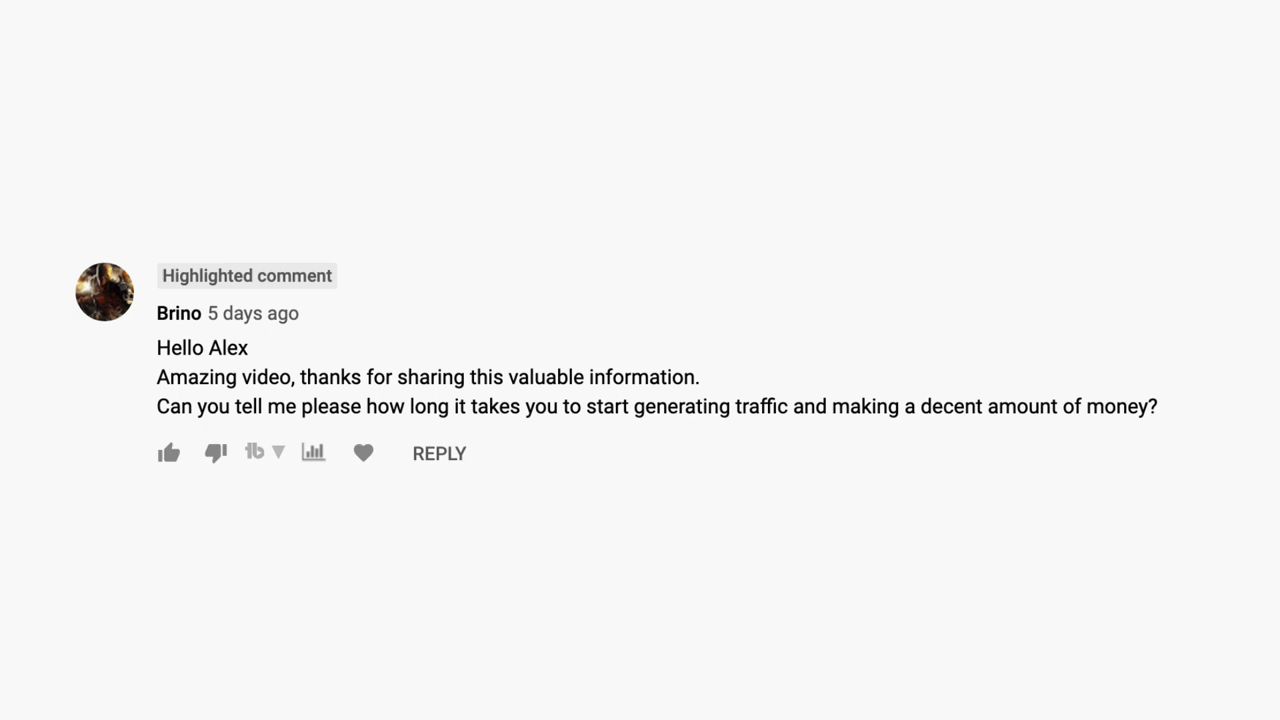 Highlighted comment
Brino 5 days ago
Hello Alex
Amazing video, thanks for sharing this valuable information.
Can you tell me please how long it takes you to start generating traffic and making a decent amount of money?
tb REPLY